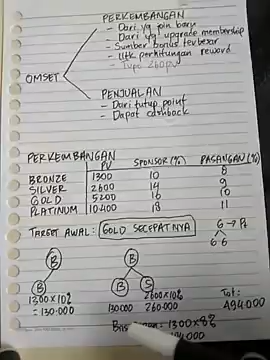 PERKEMBANGAN
- Dari yg join baru
- Dari yg upgrade membership
- Sumber bonus terbesar
- Utk perhitungan reward
- Tupo 260pv
OMSET
PENJUALAN
- Dari tutup point
- Dapat cashback
PERKEMBANGAN
PV SPONSOR (%) PASANGAN (%)
BRONZE 1300 10 8
SILVER 2600 14 9
GOLD 5200 16 10
PLATINUM 10400 18 11
TARGET AWAL: GOLD SECEPATNYA
G → Pt
G G
B B
B B S
1300 x 10% 2600 x 10% Tot:
= 130.000 130.000 260.000 494.000
= 1300 x 8%